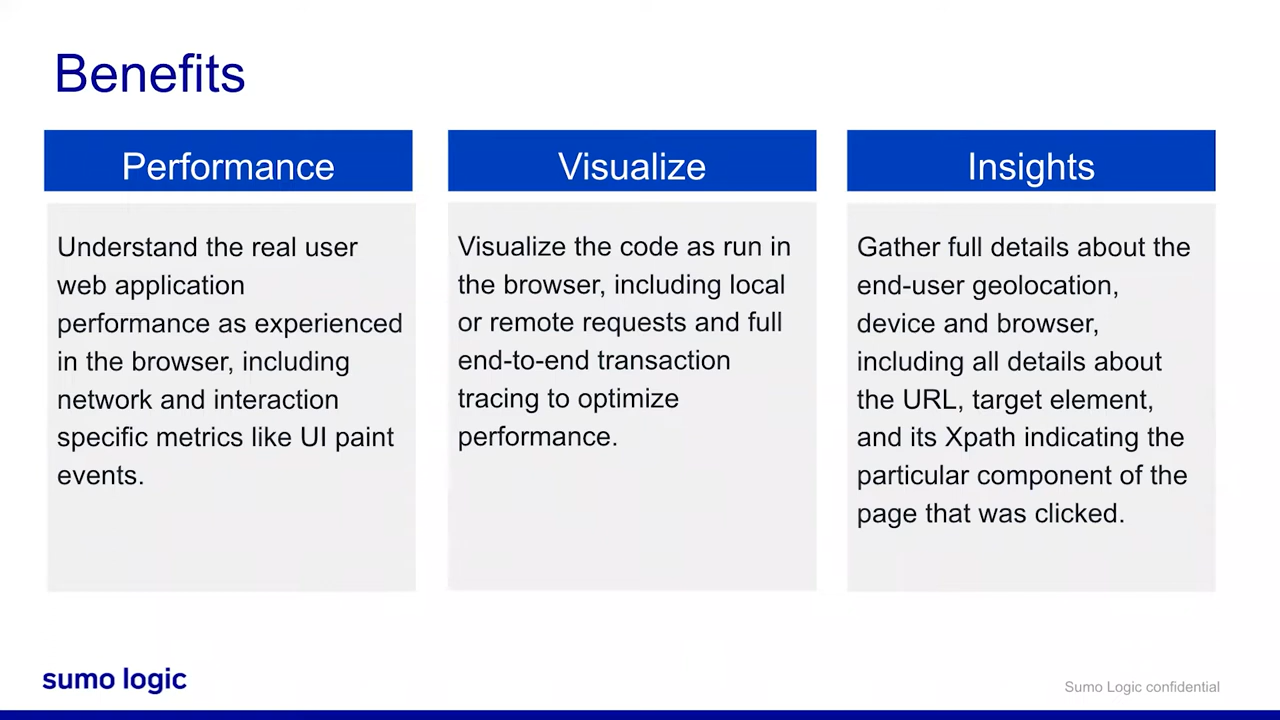 Benefits
Performance
Understand the real user
web application
performance as experienced
in the browser, including
network and interaction
specific metrics like UI paint
events.
Visualize
Visualize the code as run in
the browser, including local
or remote requests and full
end-to-end transaction
tracing to optimize
performance.
Insights
Gather full details about the
end-user geolocation,
device and browser,
including all details about
the URL, target element,
and its Xpath indicating the
particular component of the
page that was clicked.
sumo logic
Sumo Logic confidential